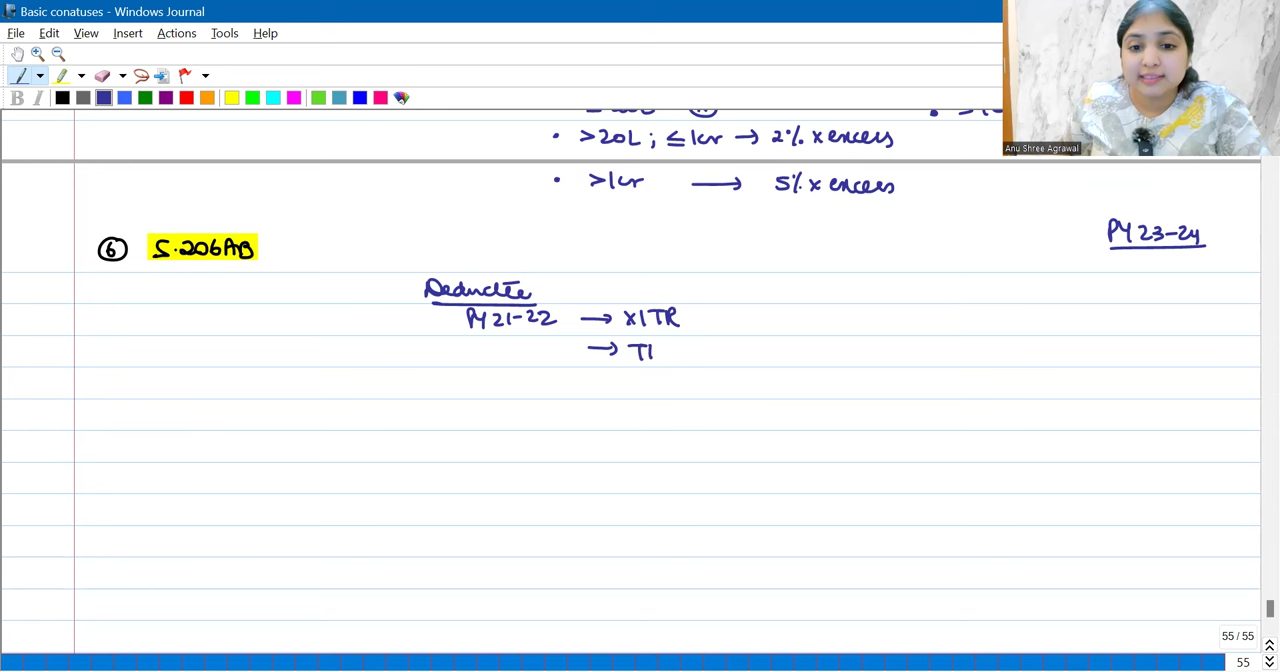 Basic conatuses - Windows Journal
File Edit View Insert Actions Tools Help
B I
Anu Shree Agrawal
• >20L ; ≤ 1cr → 2% x excess
• >1cr → 5% x excess
PY 23-24
6 S.206AB
Deductee
PY 21-22 → XITR
→ TI
55 / 55
55